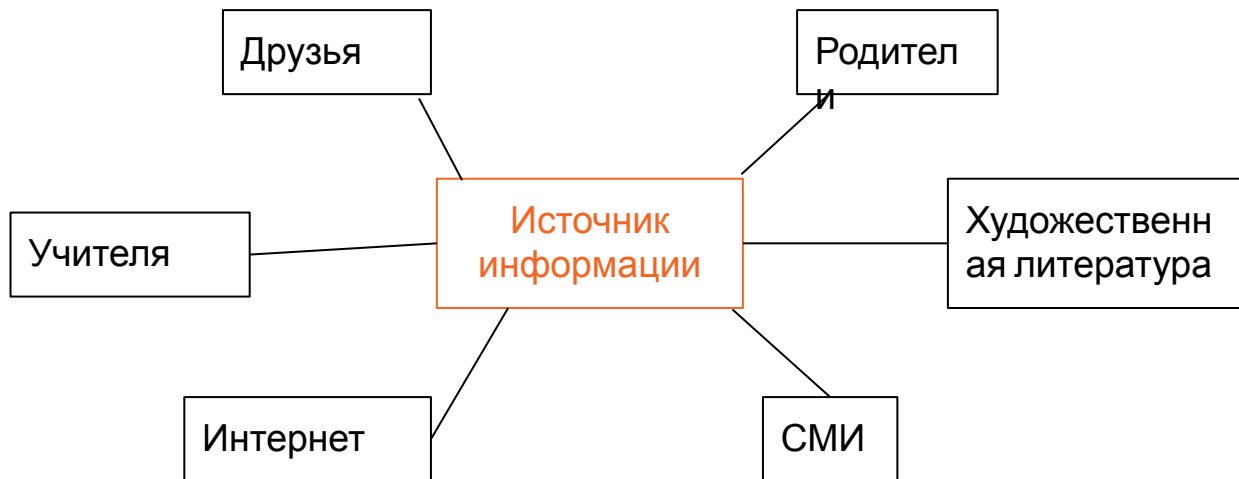 Друзья
Родител
и
Источник
информации
Художественн
ая литература
Учителя
Интернет
СМИ